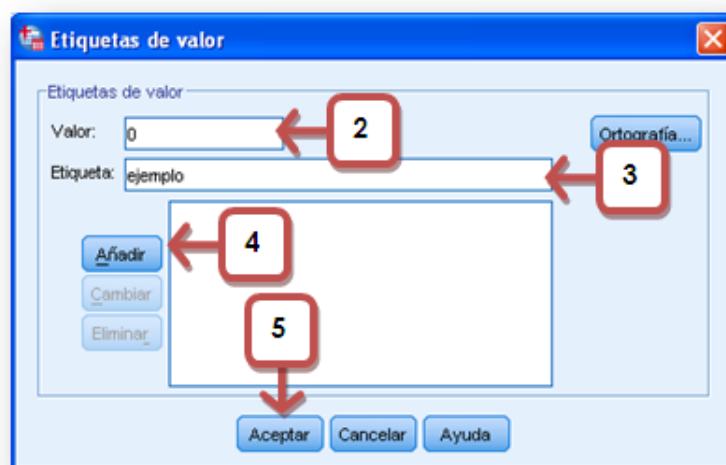 Etiquetas de valor
Etiquetas de valor
Valor: 0
2
Ortografía...
Etiqueta: ejemplo
3
Añadir
4
Cambiar
Eliminar
5
Aceptar Cancelar Ayuda